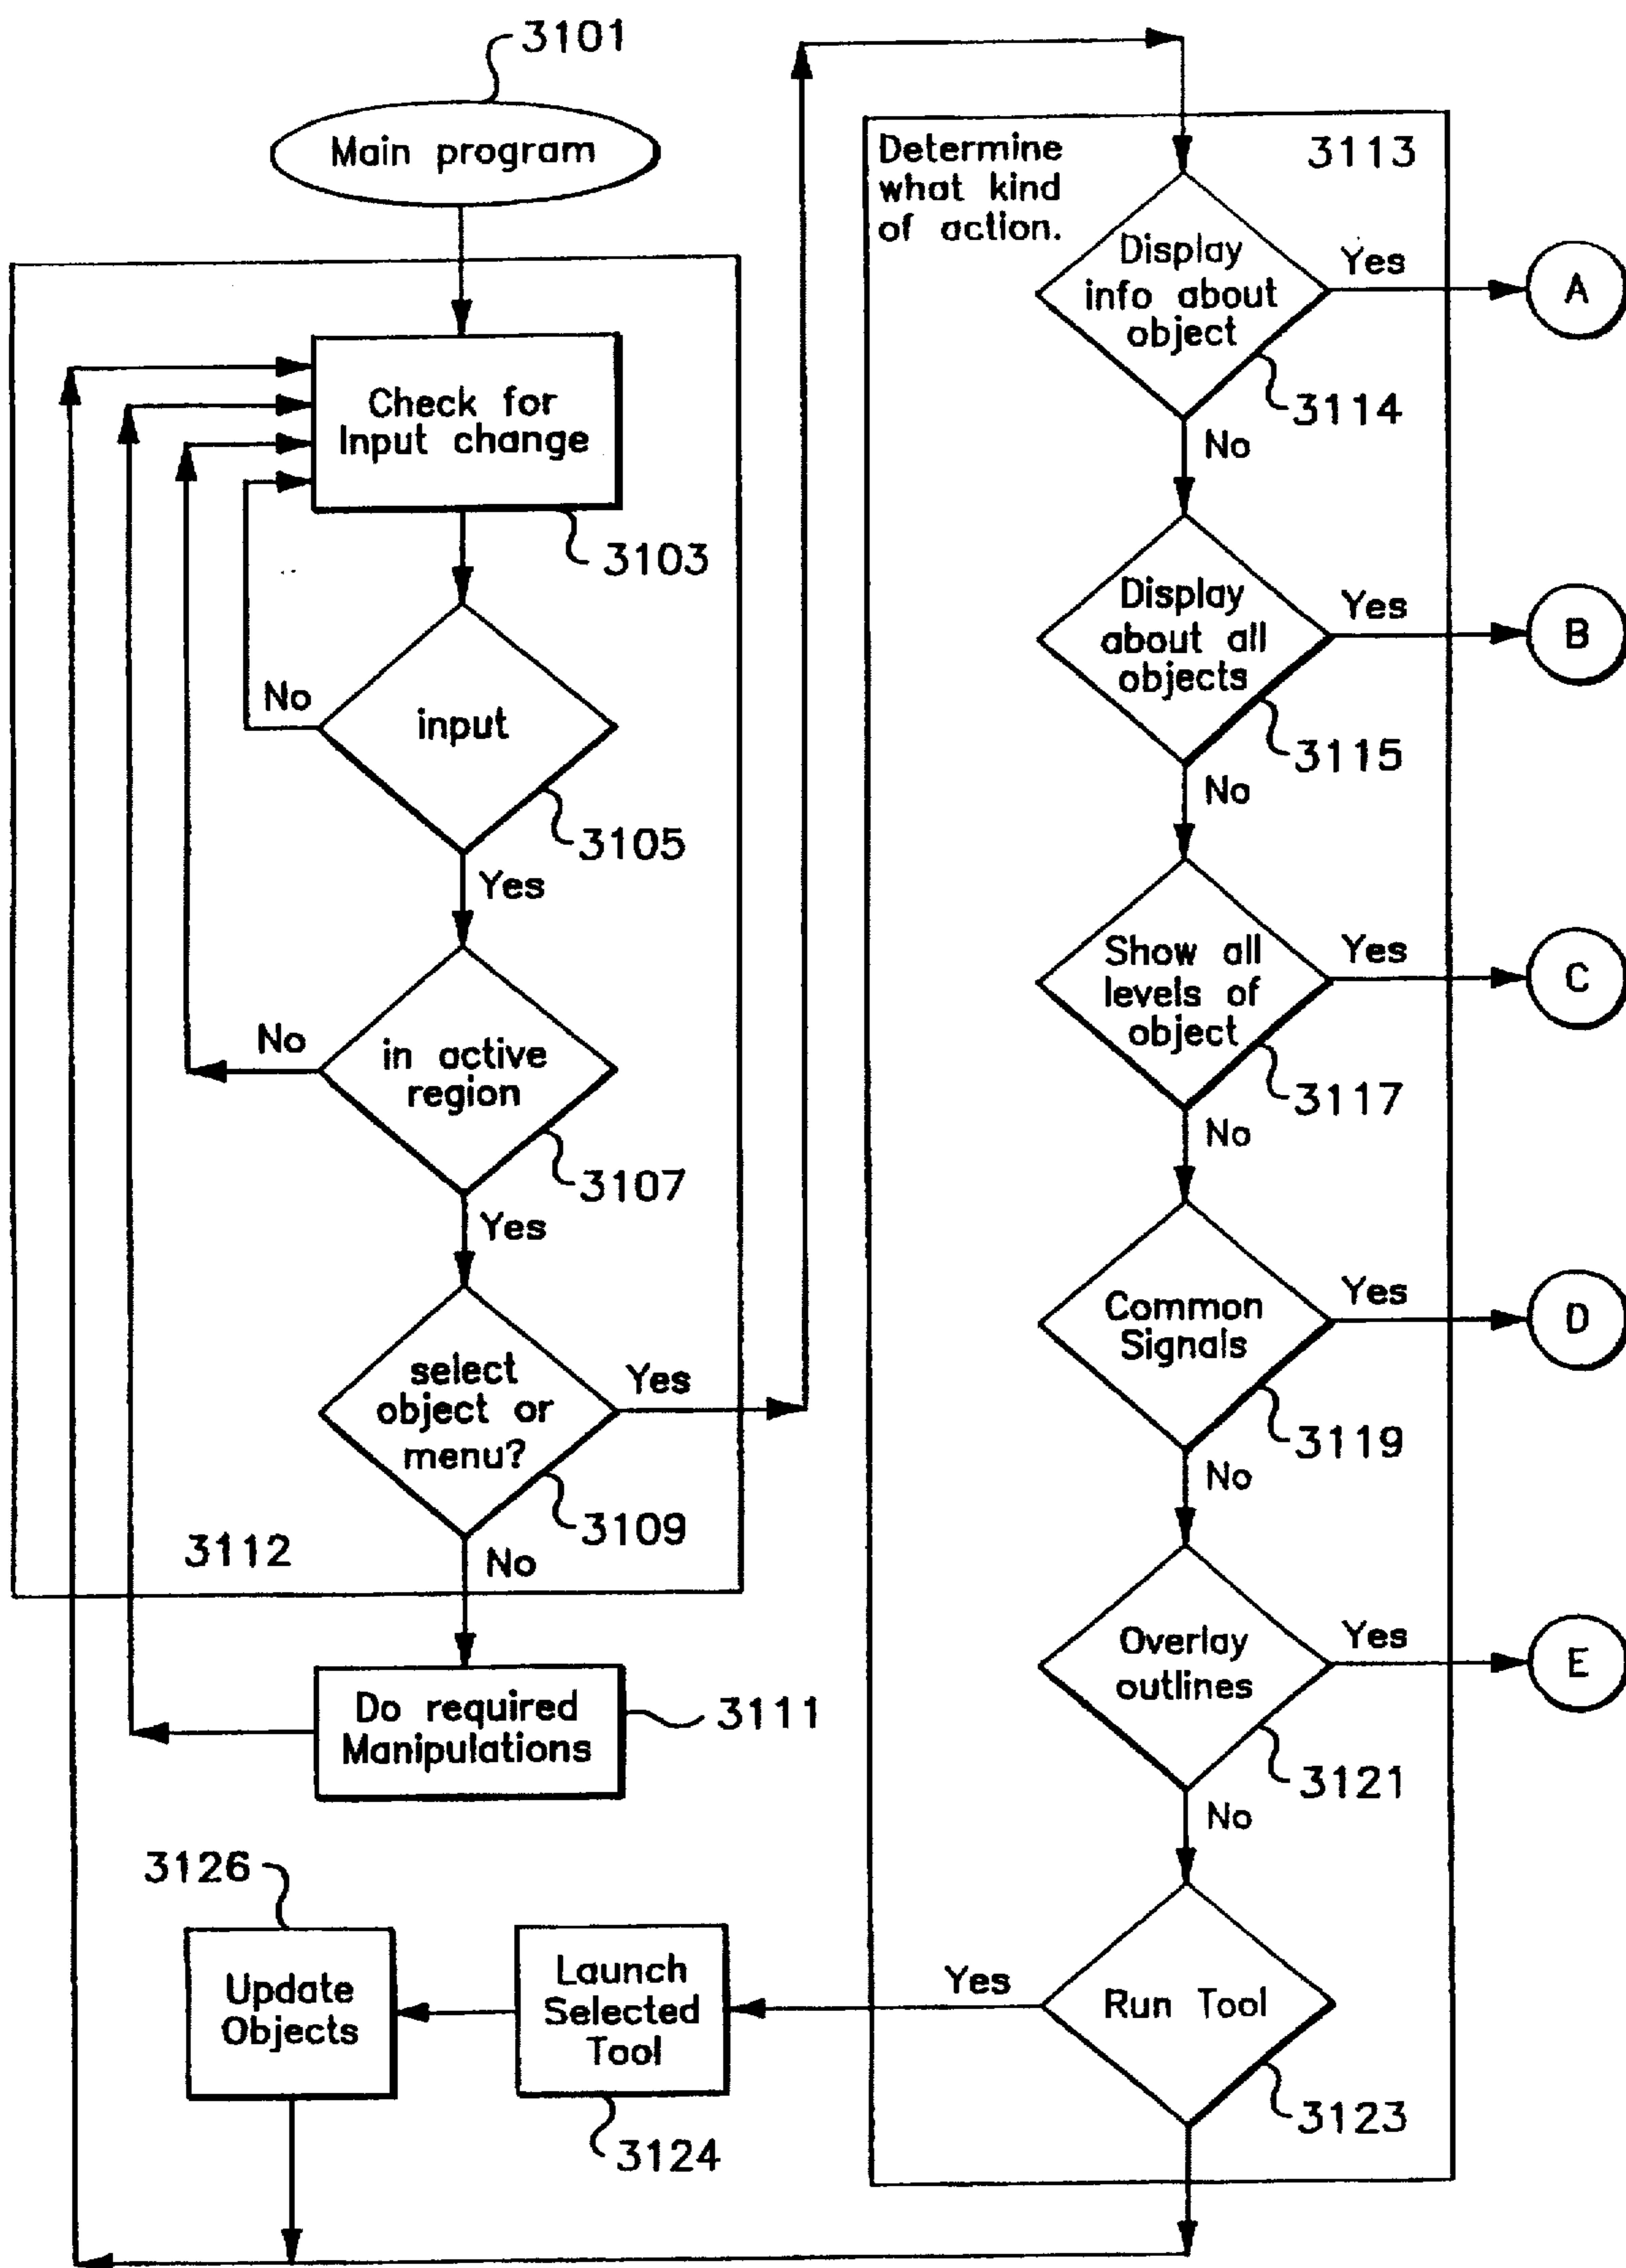 3101
Main program
Check for
Input change
3103
No
input
3105
Yes
No
in active
region
3107
Yes
select
object or
menu?
Yes
3109
3112
No
Do required
Manipulations
3111
3126
Update
Objects
Launch
Selected
Tool
3124
Determine
what kind
of action.
3113
Display
info about
object
Yes
A
3114
No
Display
about all
objects
Yes
B
3115
No
Show all
levels of
object
Yes
C
3117
No
Common
Signals
Yes
D
3119
No
Overlay
outlines
Yes
E
3121
No
Yes
Run Tool
3123